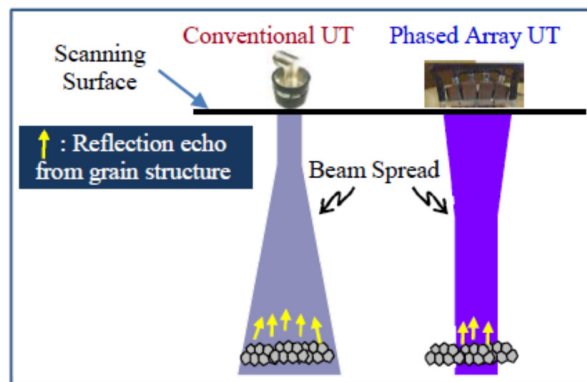 Conventional UT
Phased Array UT
Scanning
Surface
: Reflection echo
from grain structure
Beam Spread